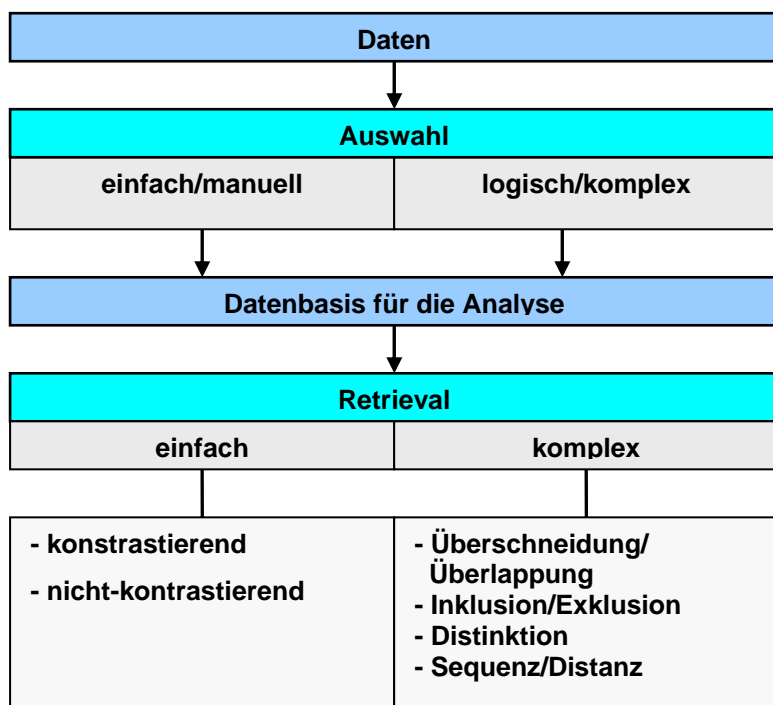 Daten
Auswahl
einfach/manuell
logisch/komplex
Datenbasis für die Analyse
Retrieval
einfach
komplex
- konstrastierend
- nicht-kontrastierend
- Überschneidung/
Überlappung
- Inklusion/Exklusion
- Distinktion
- Sequenz/Distanz